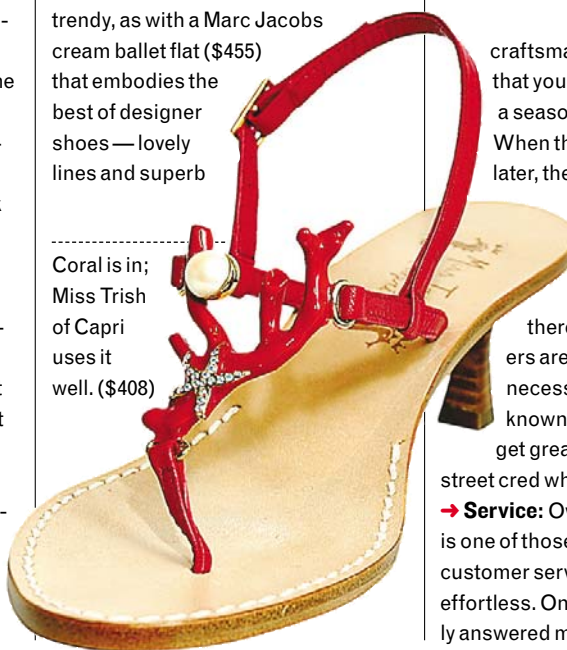 trendy, as with a Marc Jacobs
cream ballet flat ($455)
that embodies the
best of designer
shoes — lovely
lines and superb
Coral is in;
Miss Trish
of Capri
uses it
well. ($408)
Miss T
craftsma
that you
a seaso
When th
later, the
there
ers are
necess
known
get grea
street cred wh
➜ Service: Ov
is one of those
customer serv
effortless. On
ly answered m